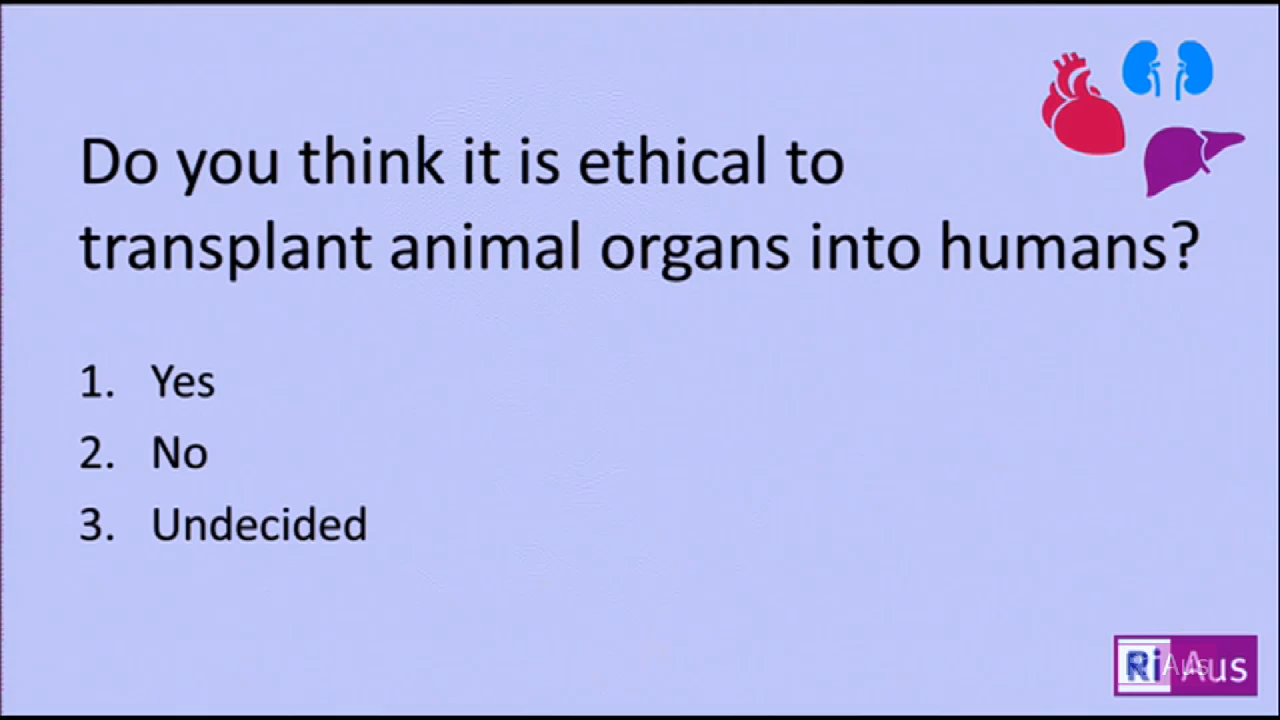 Do you think it is ethical to
transplant animal organs into humans?
1. Yes
2. No
3. Undecided
RiAus